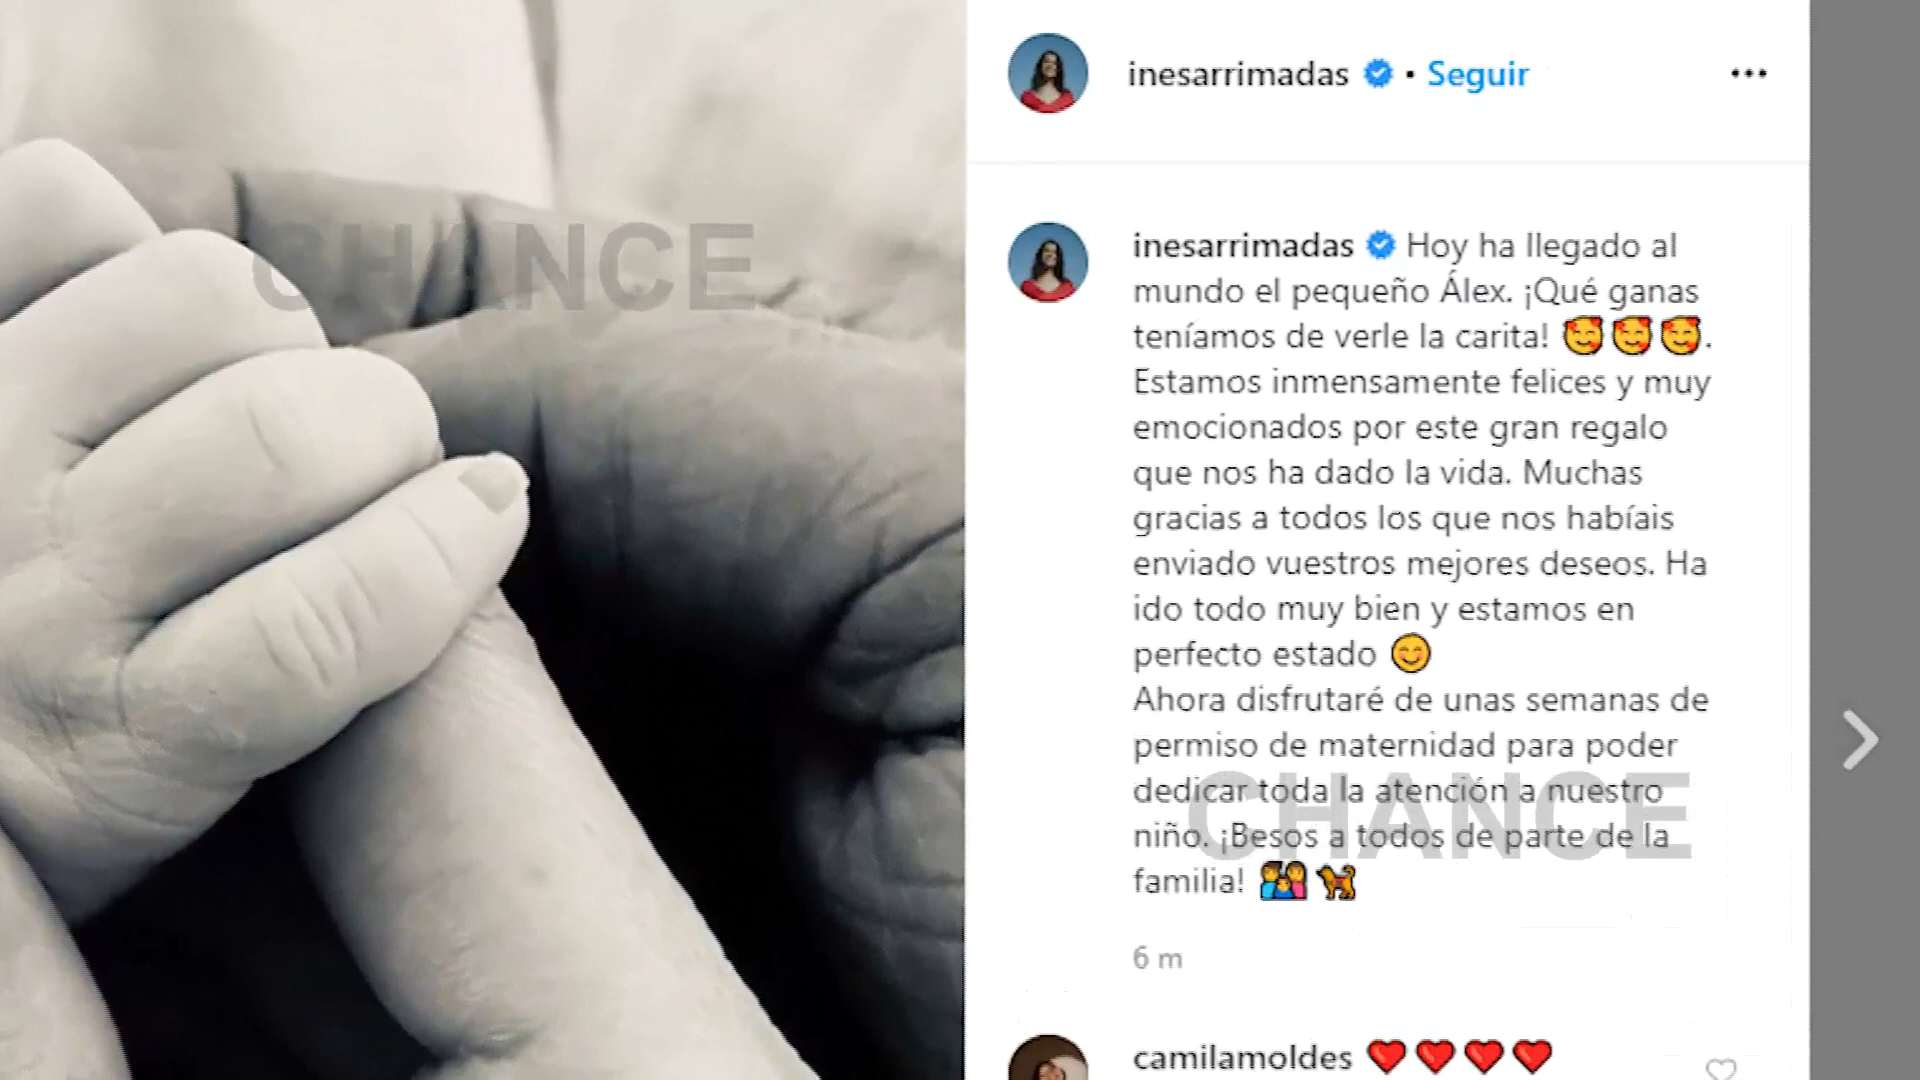 inesarrimadas • Seguir
CHANCE
inesarrimadas Hoy ha llegado al
mundo el pequeño Álex. ¡Qué ganas
teníamos de verle la carita! 🥰🥰🥰.
Estamos inmensamente felices y muy
emocionados por este gran regalo
que nos ha dado la vida. Muchas
gracias a todos los que nos habíais
enviado vuestros mejores deseos. Ha
ido todo muy bien y estamos en
perfecto estado 😊
Ahora disfrutaré de unas semanas de
permiso de maternidad para poder
dedicar toda la atención a nuestro
niño. ¡Besos a todos de parte de la
familia! 👨‍👩‍👦🐕
CHANCE
6 m
camilamoldes ❤️❤️❤️❤️